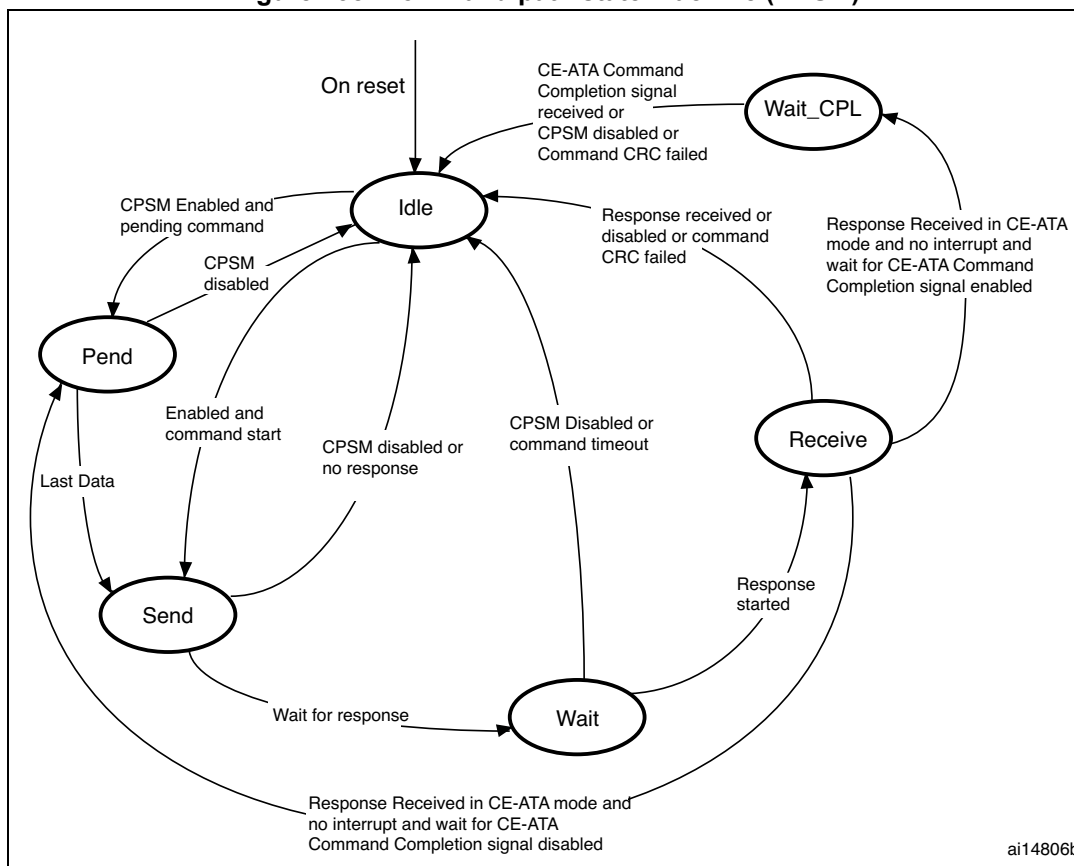 On reset
CE-ATA Command
Completion signal
received or
CPSM disabled or
Command CRC failed
Wait_CPL
Idle
CPSM Enabled and
pending command
CPSM
disabled
Response received or
disabled or command
CRC failed
Response Received in CE-ATA
mode and no interrupt and
wait for CE-ATA Command
Completion signal enabled
Pend
Enabled and
command start
CPSM disabled or
no response
CPSM Disabled or
command timeout
Receive
Last Data
Send
Response
started
Wait for response
Wait
Response Received in CE-ATA mode and
no interrupt and wait for CE-ATA
Command Completion signal disabled
ai14806b